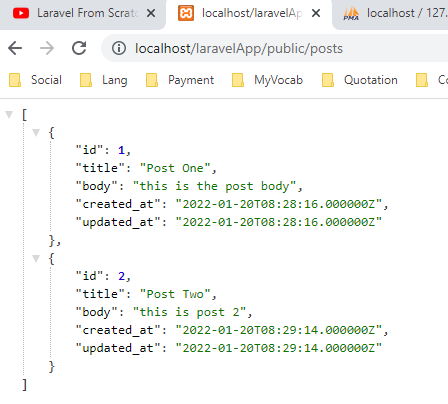 Laravel From Scratc
localhost/laravelAp
localhost / 127.
localhost/laravelApp/public/posts
Social Lang Payment MyVocab Quotation Co
[
{
"id": 1,
"title": "Post One",
"body": "this is the post body",
"created_at": "2022-01-20T08:28:16.000000Z",
"updated_at": "2022-01-20T08:28:16.000000Z"
},
{
"id": 2,
"title": "Post Two",
"body": "this is post 2",
"created_at": "2022-01-20T08:29:14.000000Z",
"updated_at": "2022-01-20T08:29:14.000000Z"
}
]